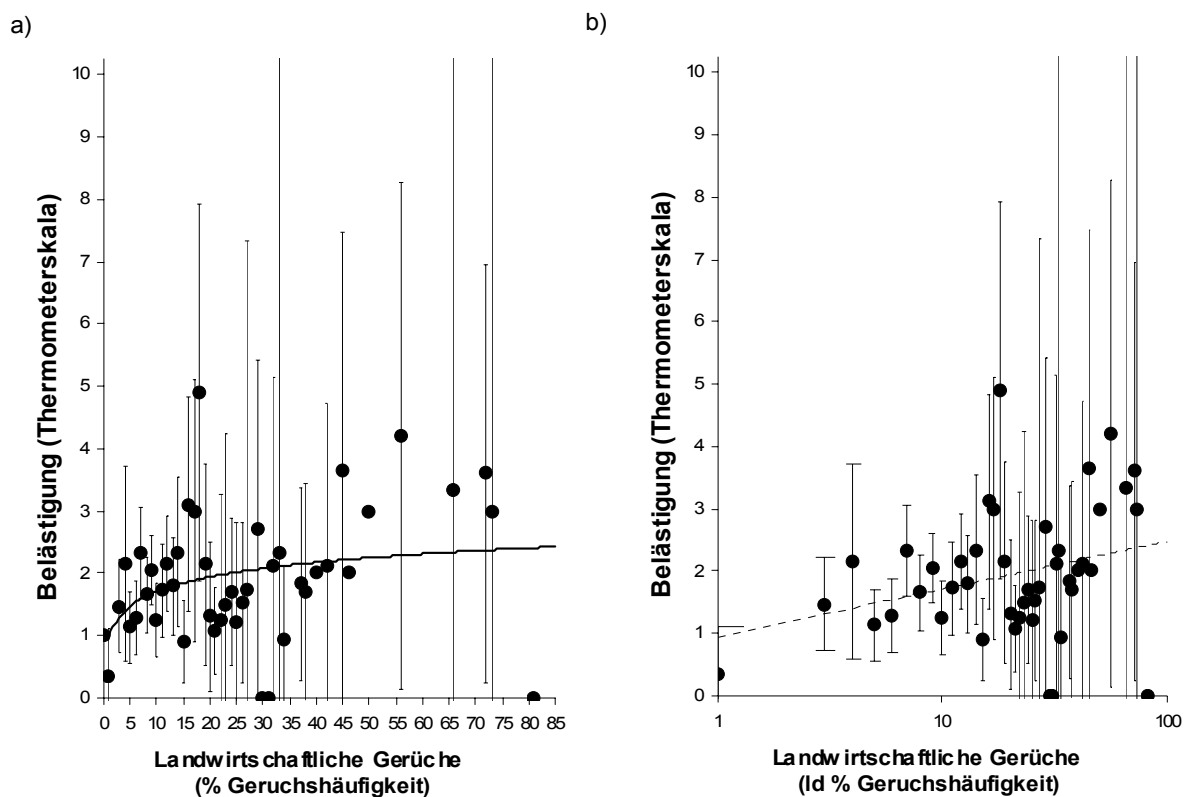 a)
10
9
8
7
6
5
4
3
2
1
0
Belästigung (Thermometerskala)
0 5 10 15 20 25 30 35 40 45 50 55 60 65 70 75 80 85
Landwirtschaftliche Gerüche
(% Geruchshäufigkeit)
b)
10
9
8
7
6
5
4
3
2
1
0
Belästigung (Thermometerskala)
1 10 100
Landwirtschaftliche Gerüche
(ld % Geruchshäufigkeit)